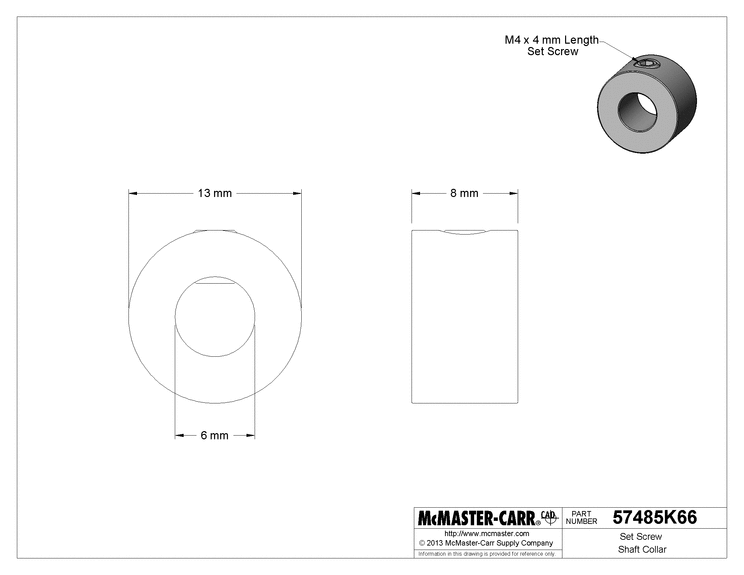 M4 x 4 mm Length
Set Screw
13 mm
8 mm
6 mm
McMASTER-CARR® CAD
http://www.mcmaster.com
© 2013 McMaster-Carr Supply Company
Information in this drawing is provided for reference only.
PART
NUMBER
57485K66
Set Screw
Shaft Collar